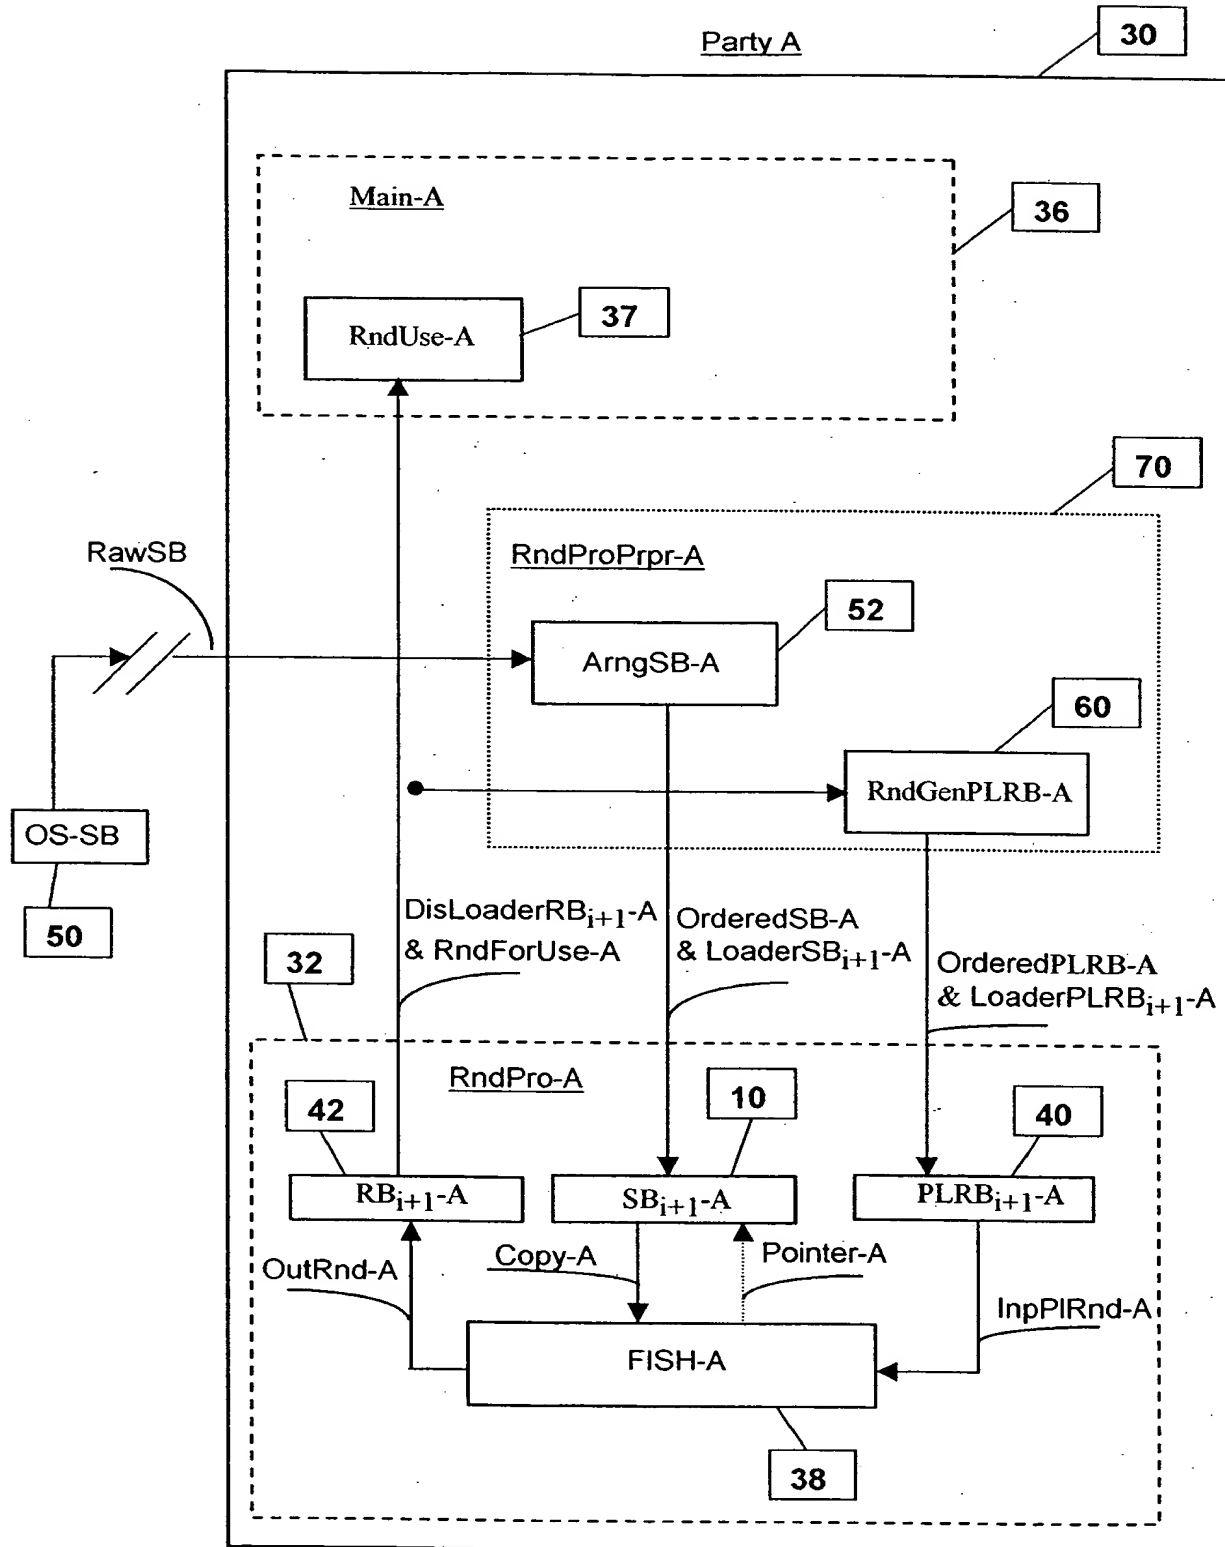 Party A
30
Main-A
36
37
RndUse-A
70
RawSB
RndProPrpr-A
52
ArngSB-A
60
RndGenPLRB-A
OS-SB
50
DisLoaderRBi+1-A
& RndForUse-A
OrderedSB-A
& LoaderSBi+1-A
OrderedPLRB-A
& LoaderPLRBi+1-A
32
RndPro-A
42
10
40
RBi+1-A
SBi+1-A
PLRBi+1-A
OutRnd-A
Copy-A
Pointer-A
InpPlRnd-A
FISH-A
38